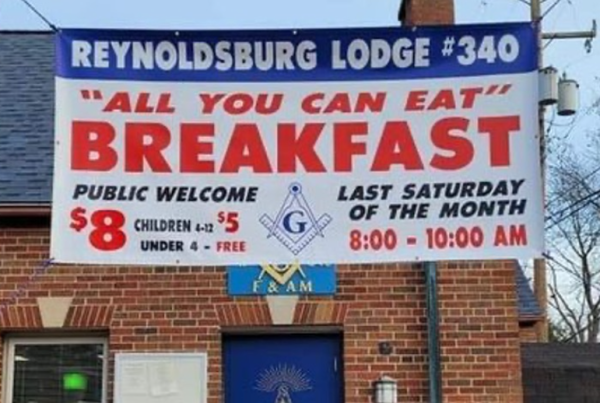 REYNOLDSBURG LODGE #340
"ALL YOU CAN EAT"
BREAKFAST
PUBLIC WELCOME
$8 CHILDREN 4-12 $5
UNDER 4 - FREE
G
LAST SATURDAY
OF THE MONTH
8:00 - 10:00 AM
F & AM